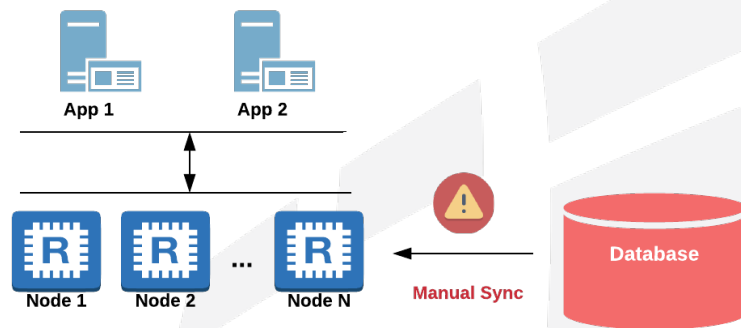 App 1
App 2
R
R
...
R
Node 1
Node 2
Node N
Manual Sync
Database